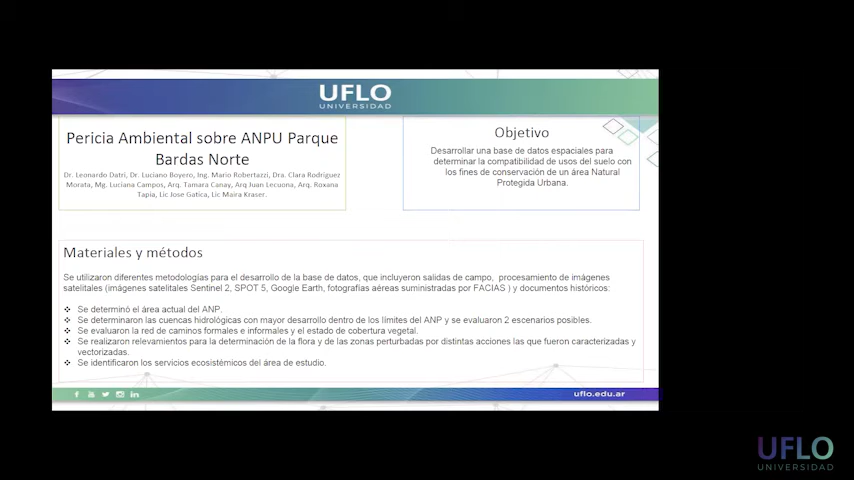 UFLO
UNIVERSIDAD
Pericia Ambiental sobre ANPU Parque
Bardas Norte
Dr. Leonardo Datri, Dr. Luciano Boyero, Ing. Mario Robertazzi, Dra. Clara Rodriguez
Morata, Mg. Luciana Campos, Arq. Tamara Canay, Arq Juan Lecuona, Arq. Roxana
Tapia, Lic Jose Gatica, Lic Maira Kraser.
Objetivo
Desarrollar una base de datos espaciales para
determinar la compatibilidad de usos del suelo con
los fines de conservación de un área Natural
Protegida Urbana.
Materiales y métodos
Se utilizaron diferentes metodologías para el desarrollo de la base de datos, que incluyeron salidas de campo, procesamiento de imágenes
satelitales (imágenes satelitales Sentinel 2, SPOT 5, Google Earth, fotografías aéreas suministradas por FACIAS ) y documentos históricos:
❖ Se determinó el área actual del ANP.
❖ Se determinaron las cuencas hidrológicas con mayor desarrollo dentro de los límites del ANP y se evaluaron 2 escenarios posibles.
❖ Se evaluaron la red de caminos formales e informales y el estado de cobertura vegetal.
❖ Se realizaron relevamientos para la determinación de la flora y de las zonas perturbadas por distintas acciones las que fueron caracterizadas y
vectorizadas.
❖ Se identificaron los servicios ecosistémicos del área de estudio.
uflo.edu.ar
UFLO
UNIVERSIDAD